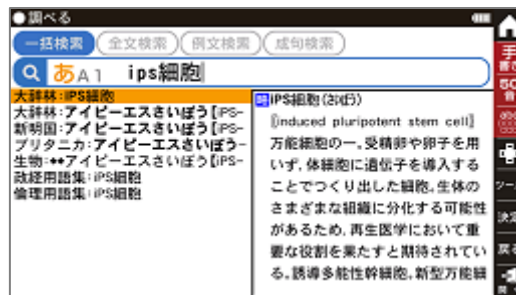 ●調べる
一括検索 全文検索 例文検索 成句検索
あA1 ips細胞
大辞林:iPS細胞
大辞林:アイピーエスさいぼう【iPS-
新明国:アイピーエスさいぼう【iPS-
ブリタニカ:アイピーエスさいぼう-
生物:↔アイピーエスさいぼう【iPS-
政経用語集:iPS細胞
倫理用語集:iPS細胞
iPS細胞(さいぼう)
[induced pluripotent stem cell]
万能細胞の一。受精卵や卵子を用
いず,体細胞に遺伝子を導入する
ことでつくり出した細胞。生体の
さまざまな組織に分化する可能性
があるため,再生医学において重
要な役割を果たすと期待されてい
る。誘導多能性幹細胞。新型万能細
手
書き
50
音
abc
ツー
決定
戻る